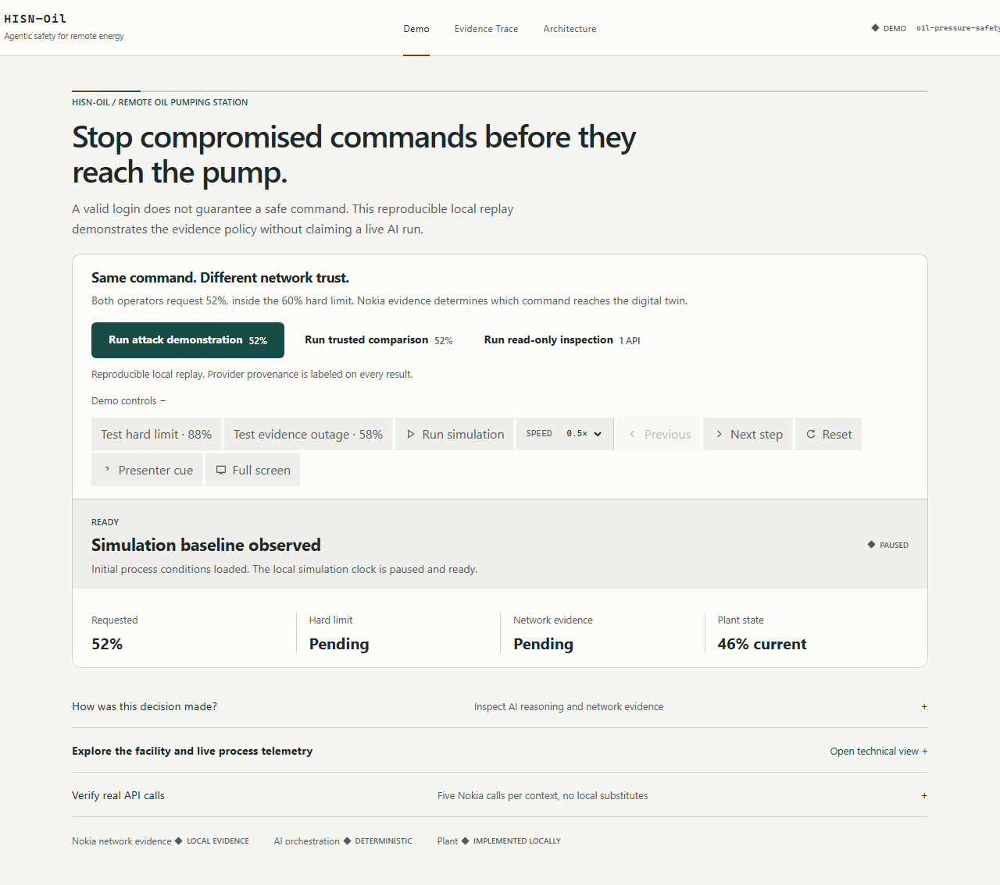 HISN-Oil
Agentic safety for remote energy
Demo
Evidence Trace
Architecture
DEMO
oil-pressure-safety
HISN-OIL / REMOTE OIL PUMPING STATION
Stop compromised commands before they
reach the pump.
A valid login does not guarantee a safe command. This reproducible local replay
demonstrates the evidence policy without claiming a live AI run.
Same command. Different network trust.
Both operators request 52%, inside the 60% hard limit. Nokia evidence determines which command reaches the digital twin.
Run attack demonstration 52%
Run trusted comparison 52%
Run read-only inspection 1 API
Reproducible local replay. Provider provenance is labeled on every result.
Demo controls −
Test hard limit · 88%
Test evidence outage · 58%
Run simulation
SPEED 0.5×
Previous
Next step
Reset
? Presenter cue
Full screen
READY
Simulation baseline observed
PAUSED
Initial process conditions loaded. The local simulation clock is paused and ready.
Requested
52%
Hard limit
Pending
Network evidence
Pending
Plant state
46% current
How was this decision made?
Inspect AI reasoning and network evidence
+
Explore the facility and live process telemetry
Open technical view +
Verify real API calls
Five Nokia calls per context, no local substitutes
+
Nokia network evidence ◆ LOCAL EVIDENCE
AI orchestration ◆ DETERMINISTIC
Plant ◆ IMPLEMENTED LOCALLY